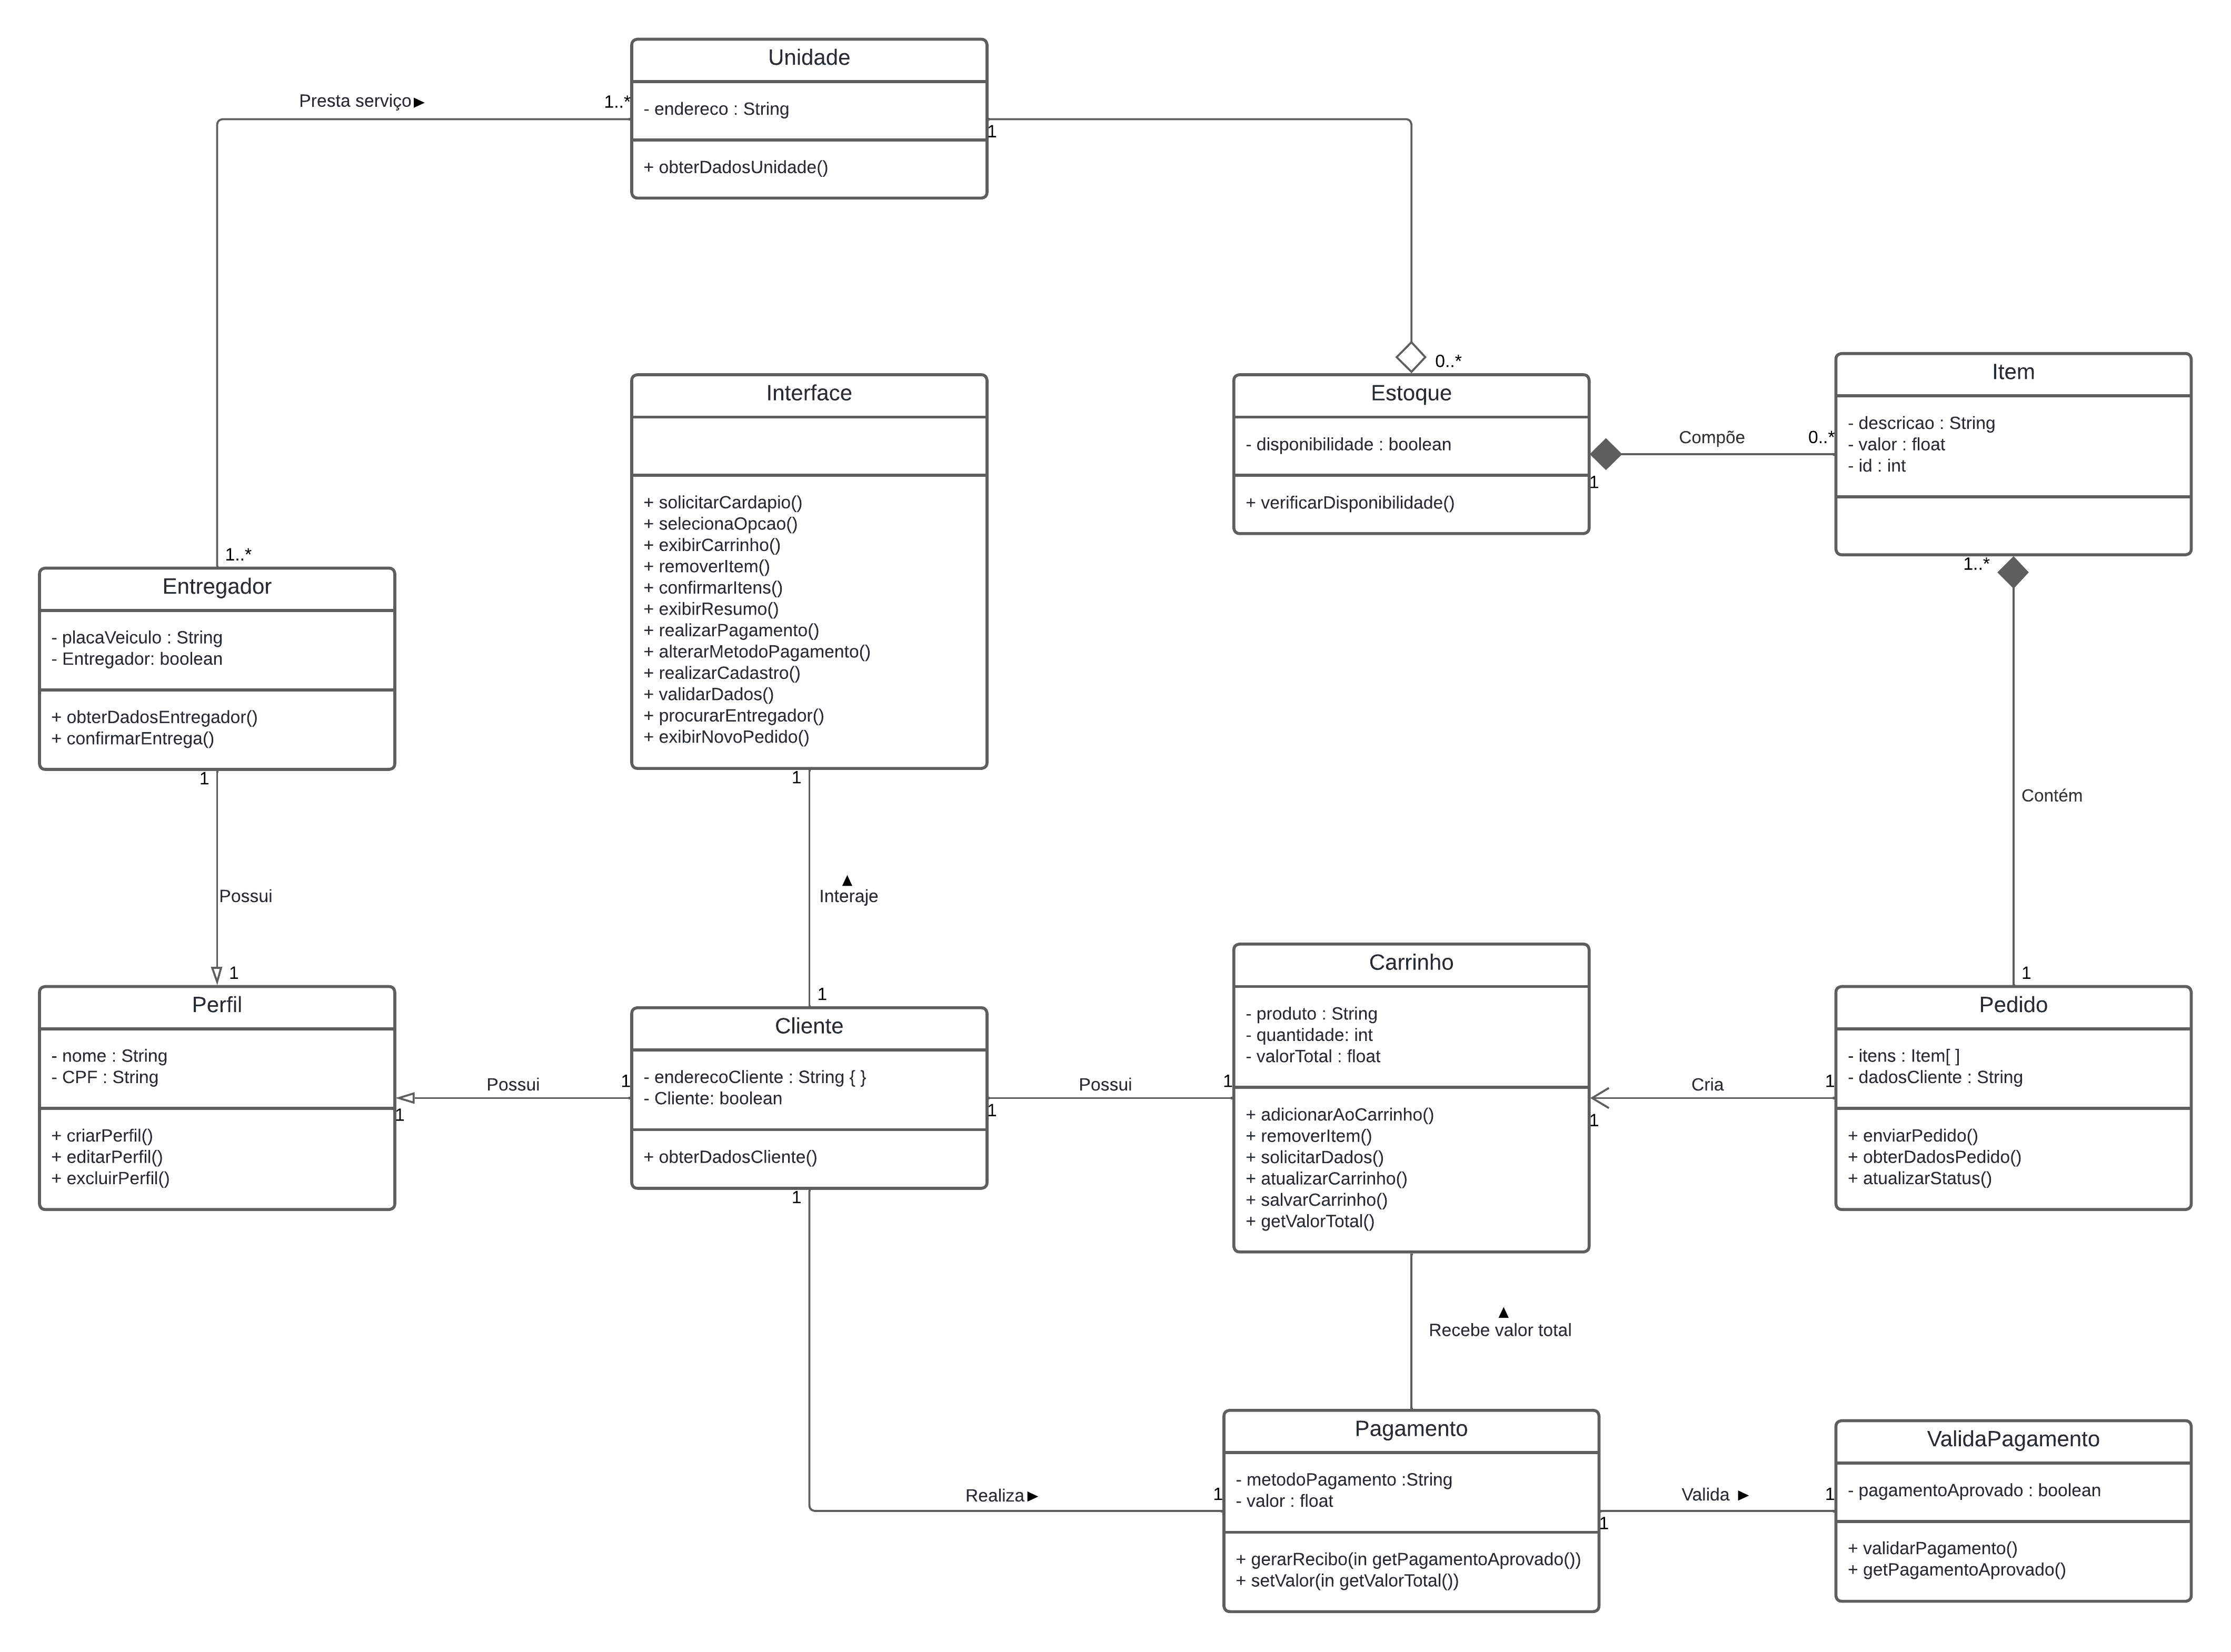 Unidade
- endereco : String
+ obterDadosUnidade()
Presta serviço►
1..*
1
0..*
1..*
Interface
+ solicitarCardapio()
+ selecionaOpcao()
+ exibirCarrinho()
+ removerItem()
+ confirmarItens()
+ exibirResumo()
+ realizarPagamento()
+ alterarMetodoPagamento()
+ realizarCadastro()
+ validarDados()
+ procurarEntregador()
+ exibirNovoPedido()
Estoque
- disponibilidade : boolean
+ verificarDisponibilidade()
Compõe
0..*
1
Item
- descricao : String
- valor : float
- id : int
1..*
Contém
1
Entregador
- placaVeiculo : String
- Entregador: boolean
+ obterDadosEntregador()
+ confirmarEntrega()
1
Possui
1
1
▲
Interaje
1
Perfil
- nome : String
- CPF : String
+ criarPerfil()
+ editarPerfil()
+ excluirPerfil()
Possui
1
1
Cliente
- enderecoCliente : String { }
- Cliente: boolean
+ obterDadosCliente()
Possui
1
1
1
Carrinho
- produto : String
- quantidade: int
- valorTotal : float
+ adicionarAoCarrinho()
+ removerItem()
+ solicitarDados()
+ atualizarCarrinho()
+ salvarCarrinho()
+ getValorTotal()
Cria
1
1
Pedido
- itens : Item[ ]
- dadosCliente : String
+ enviarPedido()
+ obterDadosPedido()
+ atualizarStatus()
▲
Recebe valor total
Realiza►
1
Pagamento
- metodoPagamento :String
- valor : float
+ gerarRecibo(in getPagamentoAprovado())
+ setValor(in getValorTotal())
Valida ►
1
1
ValidaPagamento
- pagamentoAprovado : boolean
+ validarPagamento()
+ getPagamentoAprovado()